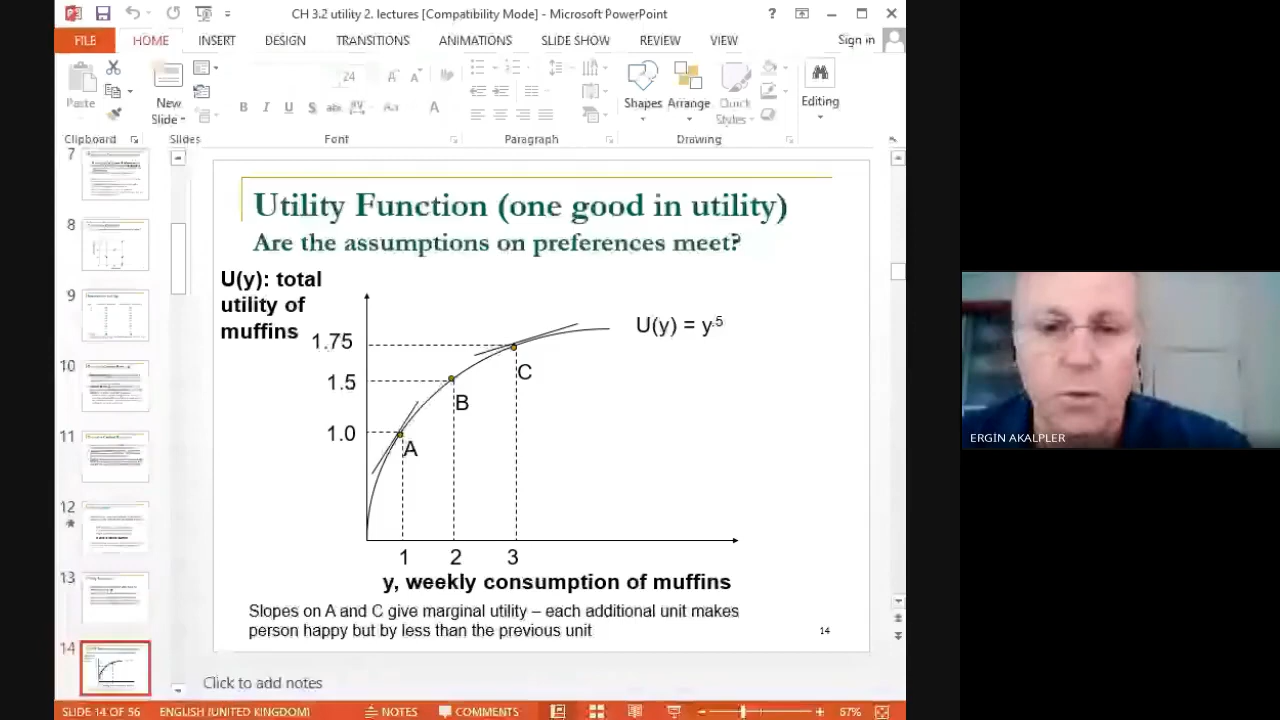 CH 3.2 utility 2. lectures [Compatibility Mode] - Microsoft PowerPoint
FILE HOME INSERT DESIGN TRANSITIONS ANIMATIONS SLIDE SHOW REVIEW VIEW Sign in
24
Paste New Slide Shapes Arrange Quick Styles Editing
Clipboard Slides Font Paragraph Drawing
7
8
9
10
11
12
13
14
Utility Function (one good in utility)
Are the assumptions on preferences meet?
U(y): total
utility of
muffins
U(y) = y.5
1.75
1.5
1.0
A
B
C
1 2 3
y, weekly consumption of muffins
Slopes on A and C give marginal utility – each additional unit makes
person happy but by less than the previous unit
14
Click to add notes
SLIDE 14 OF 56 ENGLISH (UNITED KINGDOM) NOTES COMMENTS 67%
ERGIN AKALPLER